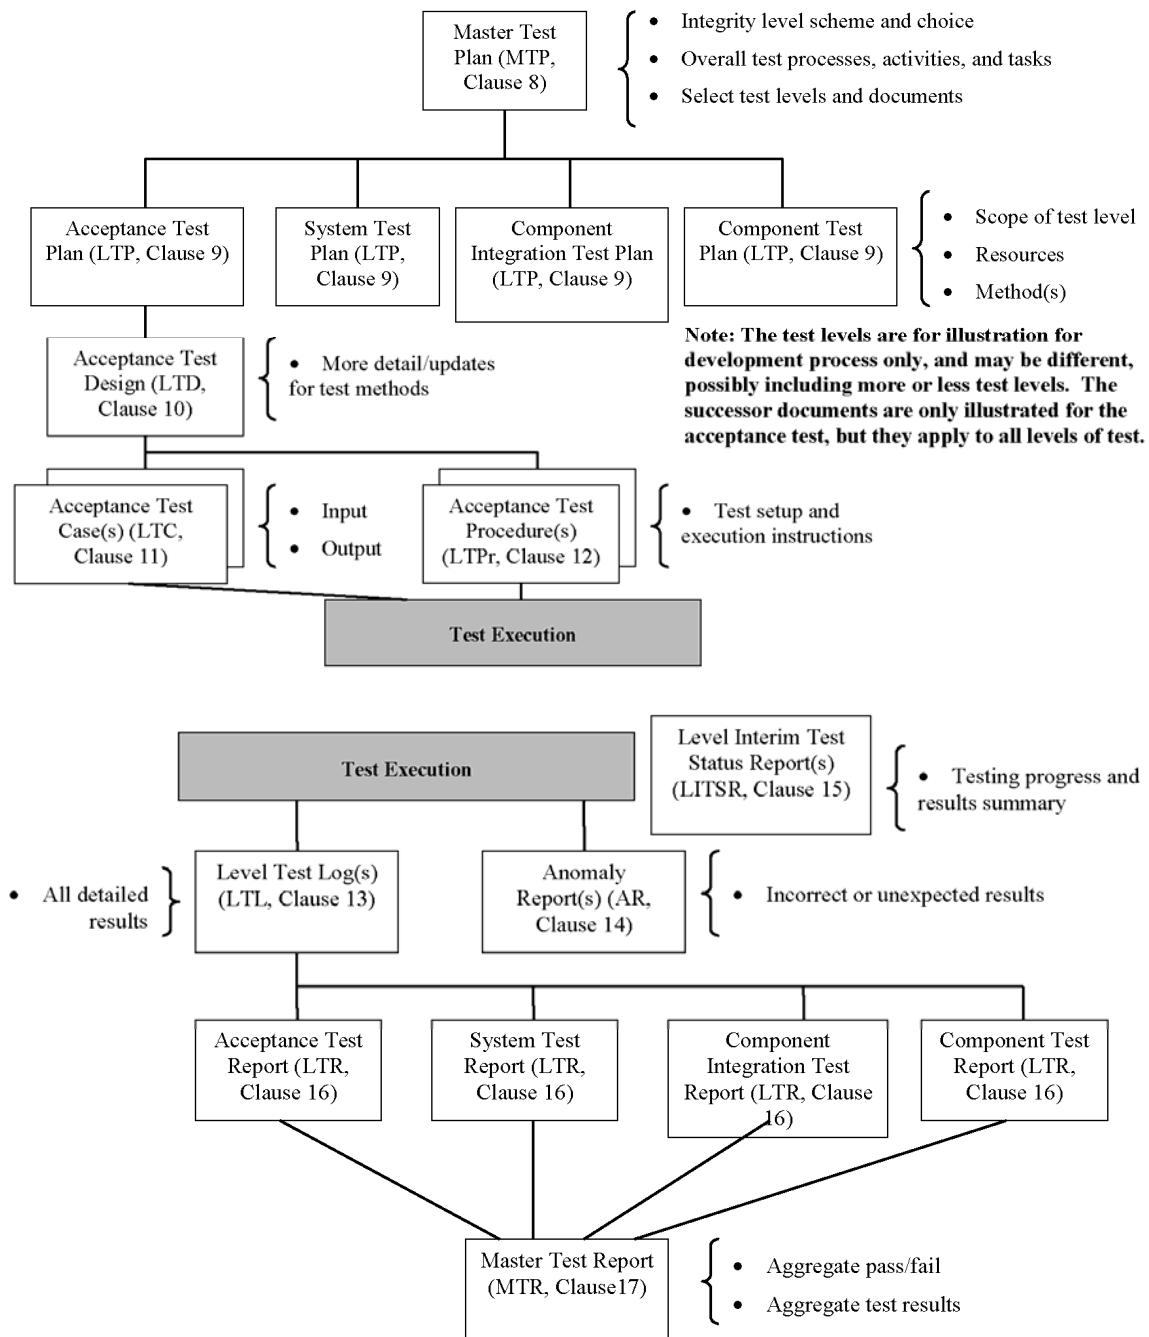 Master Test
Plan (MTP,
Clause 8)
• Integrity level scheme and choice
• Overall test processes, activities, and tasks
• Select test levels and documents
Acceptance Test
Plan (LTP, Clause 9)
System Test
Plan (LTP,
Clause 9)
Component
Integration Test Plan
(LTP, Clause 9)
Component Test
Plan (LTP, Clause 9)
• Scope of test level
• Resources
• Method(s)
Note: The test levels are for illustration for
development process only, and may be different,
possibly including more or less test levels. The
successor documents are only illustrated for the
acceptance test, but they apply to all levels of test.
Acceptance Test
Design (LTD,
Clause 10)
• More detail/updates
for test methods
Acceptance Test
Case(s) (LTC,
Clause 11)
• Input
• Output
Acceptance Test
Procedure(s)
(LTPr, Clause 12)
• Test setup and
execution instructions
Test Execution
Test Execution
Level Interim Test
Status Report(s)
(LITSR, Clause 15)
• Testing progress and
results summary
• All detailed
results
Level Test Log(s)
(LTL, Clause 13)
Anomaly
Report(s) (AR,
Clause 14)
• Incorrect or unexpected results
Acceptance Test
Report (LTR,
Clause 16)
System Test
Report (LTR,
Clause 16)
Component
Integration Test
Report (LTR, Clause
16)
Component Test
Report (LTR,
Clause 16)
Master Test Report
(MTR, Clause17)
• Aggregate pass/fail
• Aggregate test results